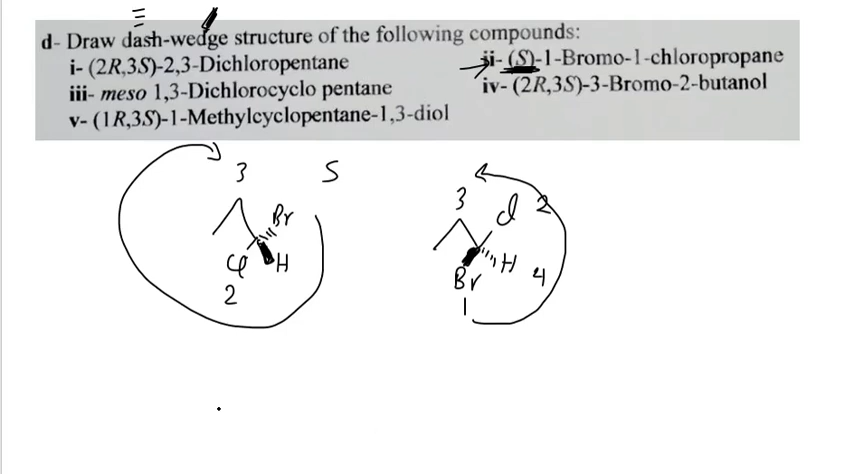 d- Draw dash-wedge structure of the following compounds:
i- (2R,3S)-2,3-Dichloropentane
ii- (S)-1-Bromo-1-chloropropane
iii- meso 1,3-Dichlorocyclo pentane
iv- (2R,3S)-3-Bromo-2-butanol
v- (1R,3S)-1-Methylcyclopentane-1,3-diol
3 S
Br
Cl H
2
3 Cl 2
H 4
Br
1